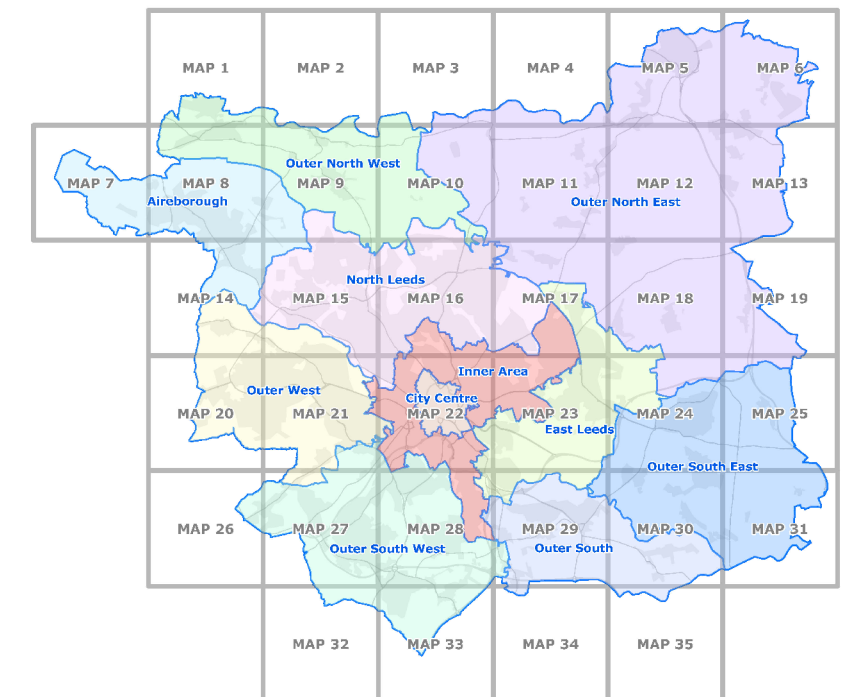 MAP 1
MAP 2
MAP 3
MAP 4
MAP 5
MAP 6
Outer North West
MAP 7
MAP 8
MAP 9
MAP 10
MAP 11
MAP 12
MAP 13
Aireborough
Outer North East
North Leeds
MAP 14
MAP 15
MAP 16
MAP 17
MAP 18
MAP 19
Inner Area
Outer West
City Centre
MAP 20
MAP 21
MAP 22
MAP 23
MAP 24
MAP 25
East Leeds
Outer South East
MAP 26
MAP 27
MAP 28
MAP 29
MAP 30
MAP 31
Outer South West
Outer South
MAP 32
MAP 33
MAP 34
MAP 35